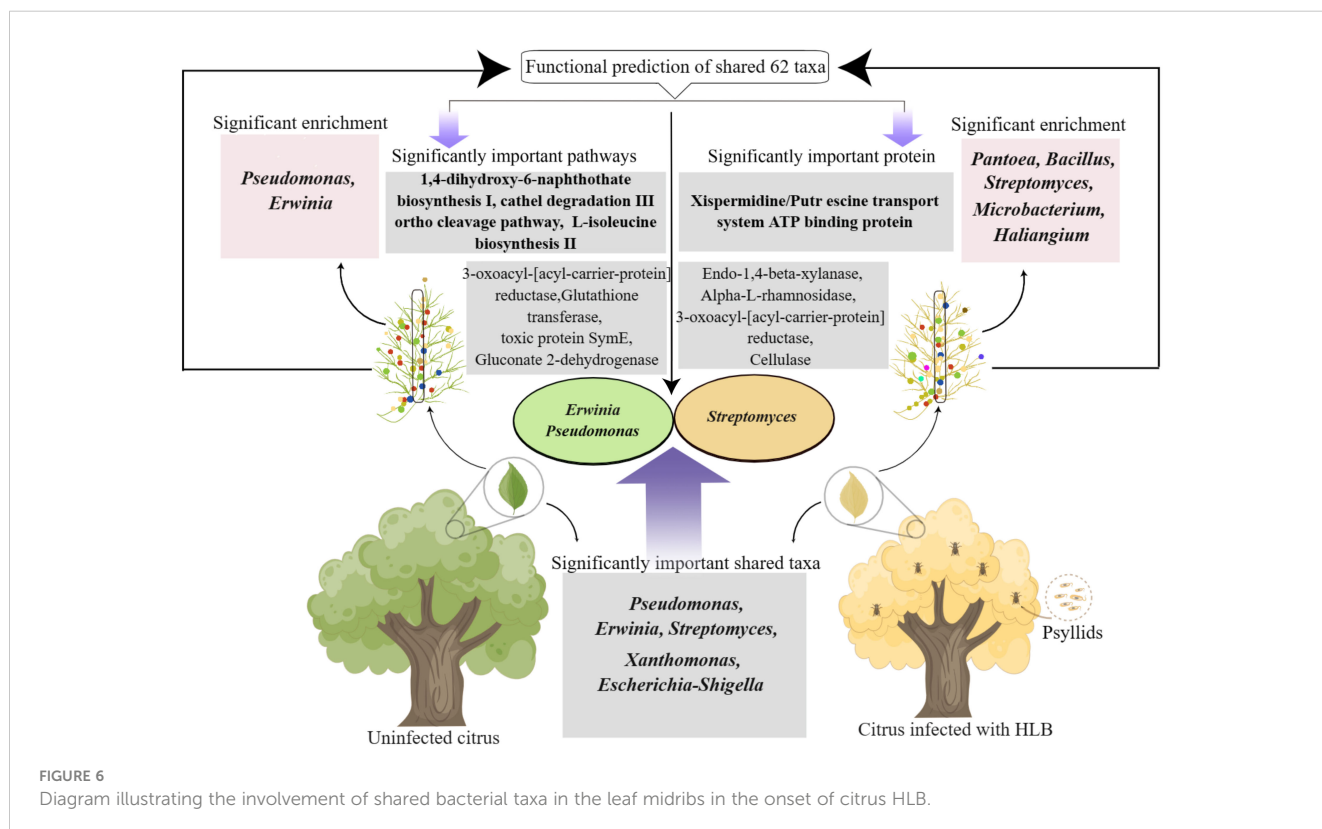 Functional prediction of shared 62 taxa
Significant enrichment
Pseudomonas,
Erwinia
Significantly important pathways
1,4-dihydroxy-6-naphthothate
biosynthesis I, cathel degradation III
ortho cleavage pathway, L-isoleucine
biosynthesis II
3-oxoacyl-[acyl-carrier-protein]
reductase,Glutathione
transferase,
toxic protein SymE,
Gluconate 2-dehydrogenase
Significantly important protein
Xispermidine/Putr escine transport
system ATP binding protein
Endo-1,4-beta-xylanase,
Alpha-L-rhamnosidase,
3-oxoacyl-[acyl-carrier-protein]
reductase,
Cellulase
Significant enrichment
Pantoea, Bacillus,
Streptomyces,
Microbacterium,
Haliangium
Erwinia
Pseudomonas
Streptomyces
Significantly important shared taxa
Pseudomonas,
Erwinia, Streptomyces,
Xanthomonas,
Escherichia-Shigella
Psyllids
Uninfected citrus
Citrus infected with HLB
FIGURE 6
Diagram illustrating the involvement of shared bacterial taxa in the leaf midribs in the onset of citrus HLB.